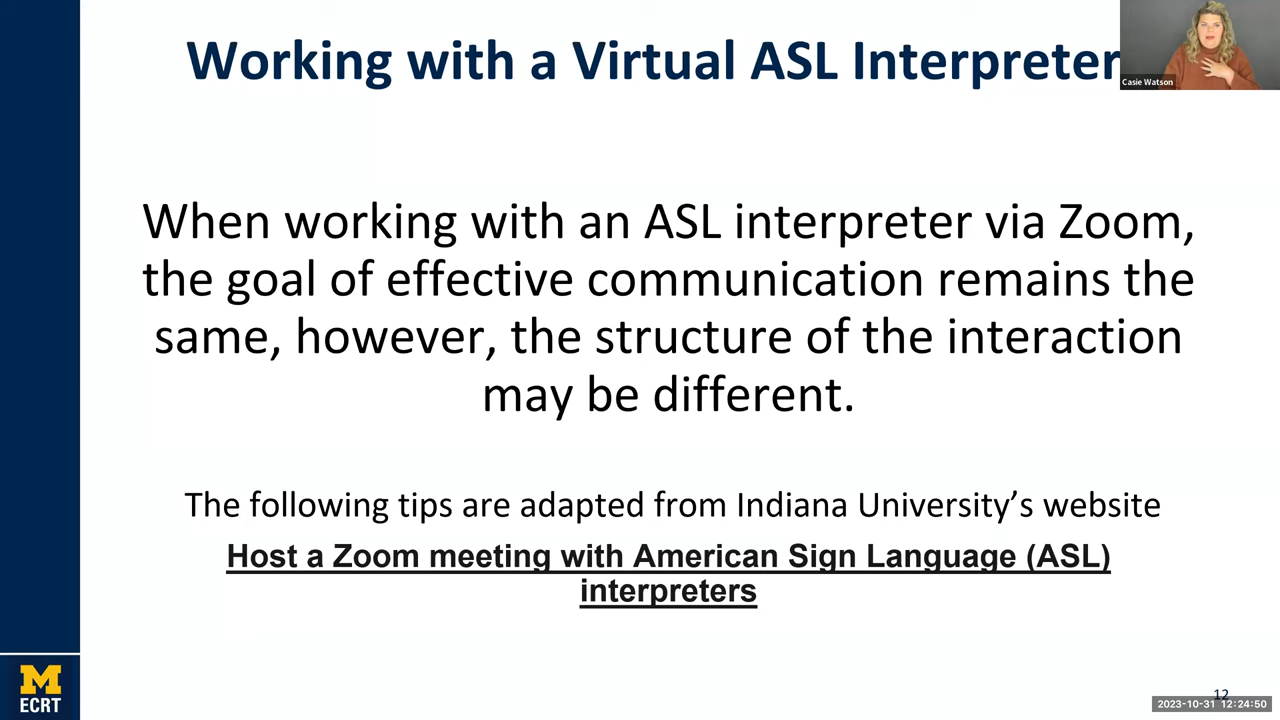 Working with a Virtual ASL Interpreter
Casie Watson
When working with an ASL interpreter via Zoom,
the goal of effective communication remains the
same, however, the structure of the interaction
may be different.
The following tips are adapted from Indiana University’s website
Host a Zoom meeting with American Sign Language (ASL)
interpreters
M
ECRT
12
2023-10-31 12:24:50